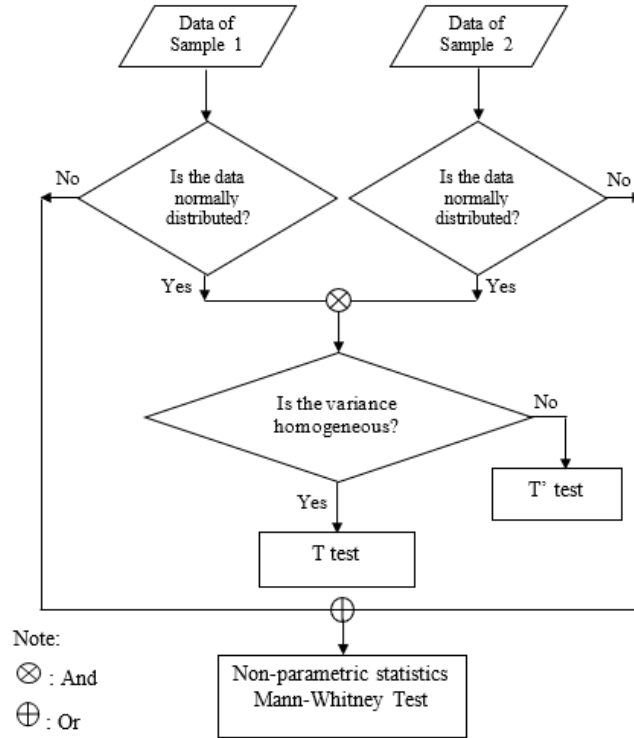 Data of
Sample 1
Data of
Sample 2
No
Is the data
normally
distributed?
Is the data
normally
distributed?
No
Yes
Yes
Is the variance
homogeneous?
No
Yes
T' test
T test
Note:
⊗ : And
⊕ : Or
Non-parametric statistics
Mann-Whitney Test